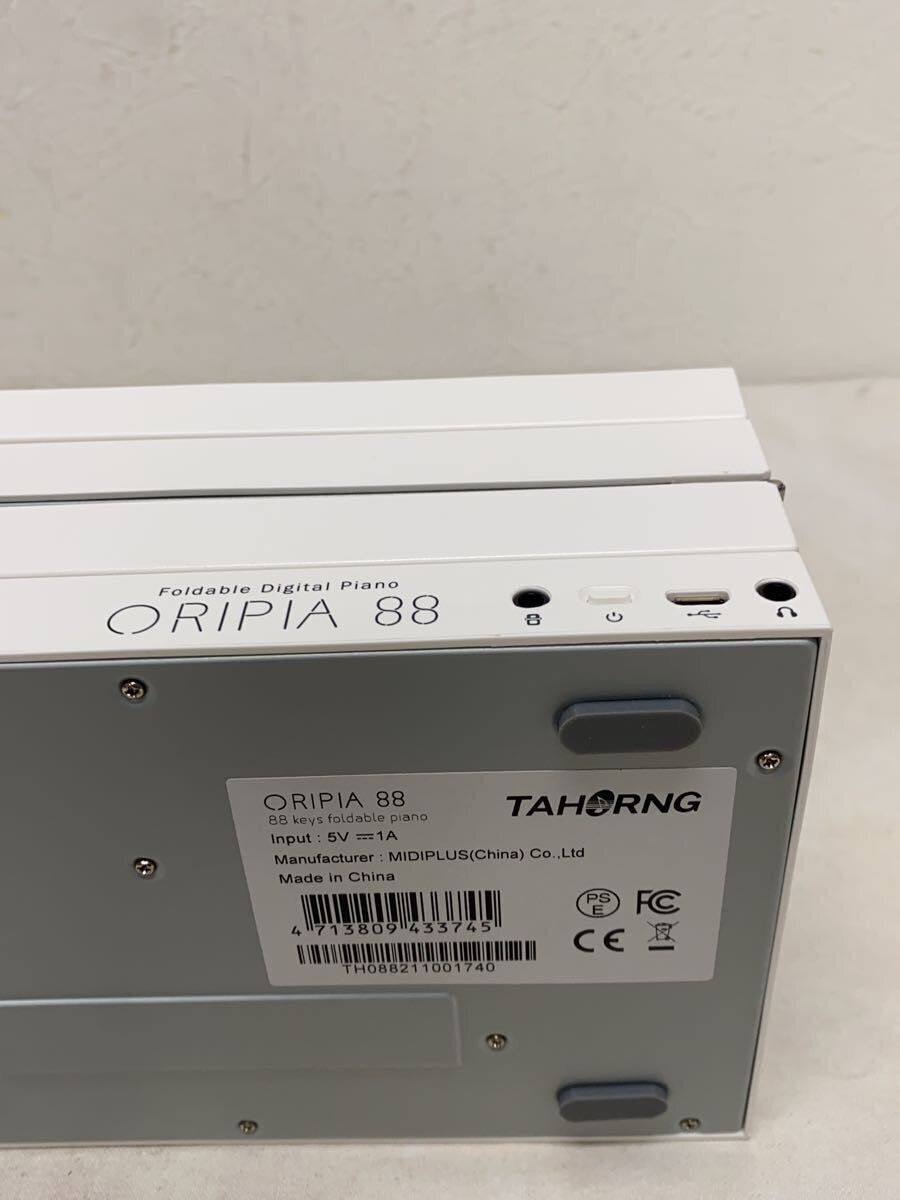 Foldable Digital Piano
ORIPIA 88
ORIPIA 88
88 keys foldable piano
Input : 5V ⎓ 1A
Manufacturer : MIDIPLUS(China) Co.,Ltd
Made in China
TAHORNG
PS
E
FC
CE
4 713809 433745
TH088211001740